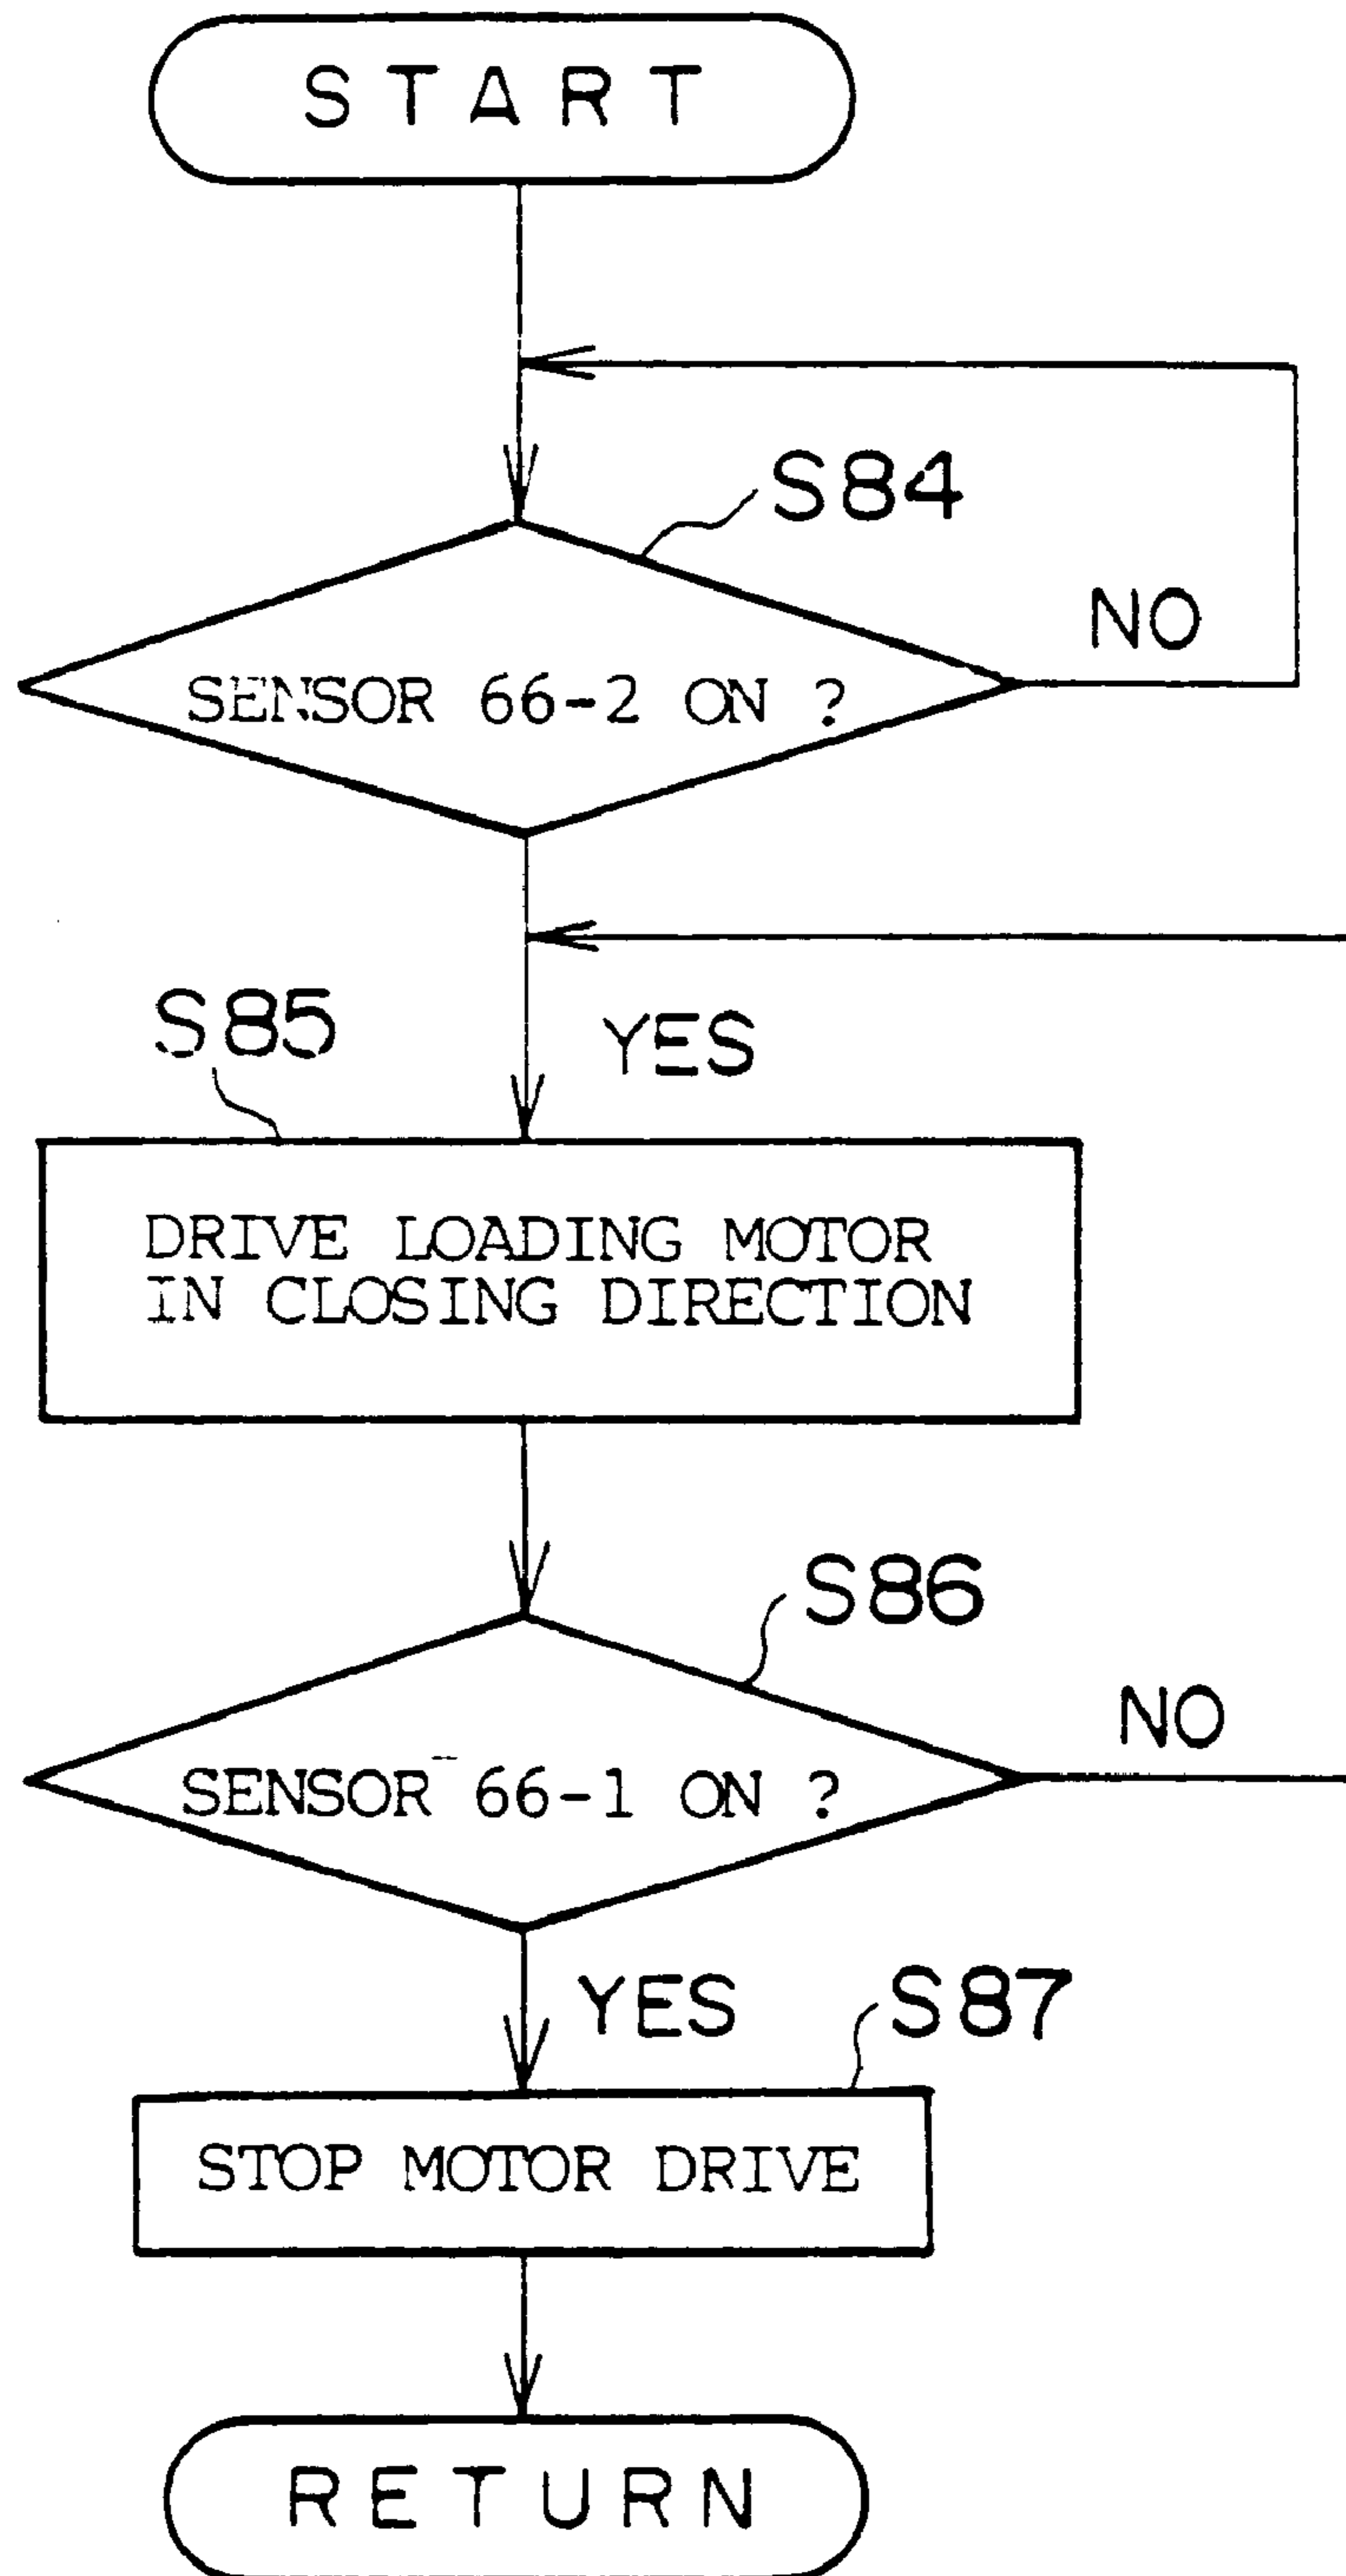 START
S84
NO
SENSOR 66-2 ON ?
S85
YES
DRIVE LOADING MOTOR
IN CLOSING DIRECTION
S86
NO
SENSOR 66-1 ON ?
YES
S87
STOP MOTOR DRIVE
RETURN